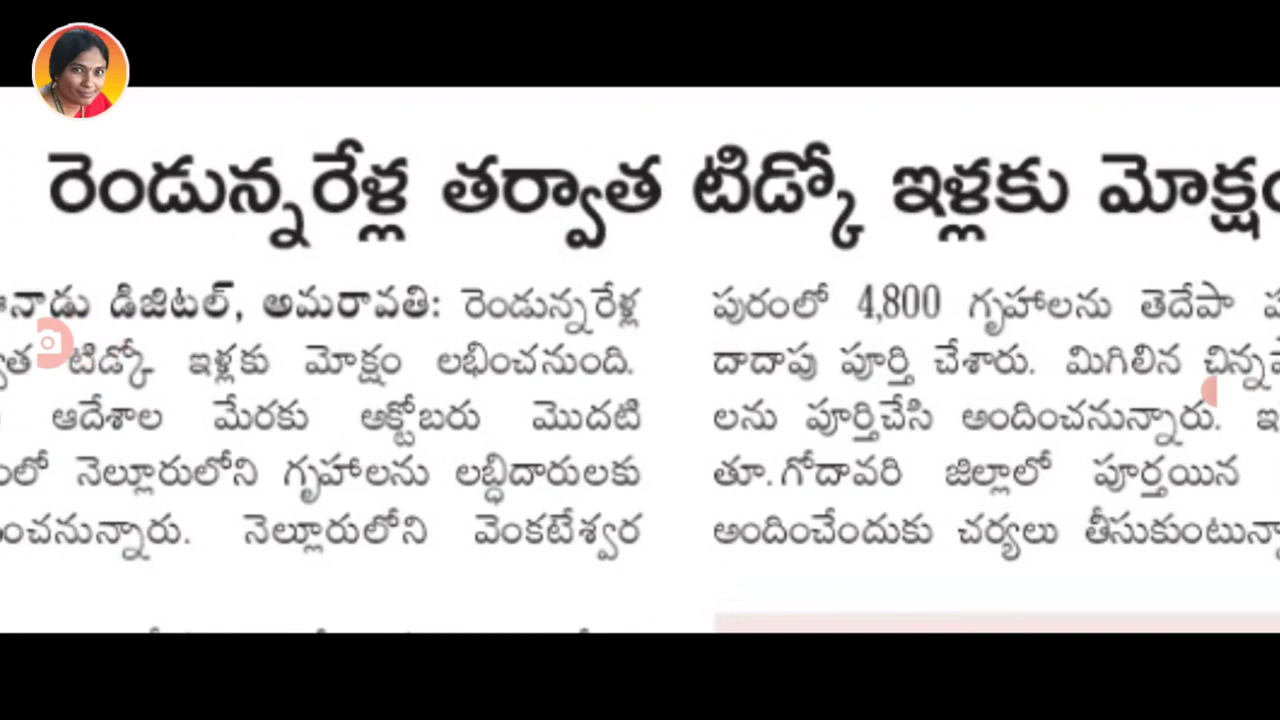 రెండున్నరేళ్ల తర్వాత టిడ్కో ఇళ్లకు మోక్షం
డిజిటల్, అమరావతి: రెండున్నరేళ్ల
టిడ్కో ఇళ్లకు మోక్షం లభించనుంది.
ఆదేశాల మేరకు అక్టోబరు మొదటి
నెల్లూరులోని గృహాలను లబ్ధిదారులకు
నెల్లూరులోని వెంకటేశ్వర
పురంలో 4,800 గృహాలను తెదేపా
దాదాపు పూర్తి చేశారు. మిగిలిన
లను పూర్తిచేసి అందించనున్నారు.
తూ.గోదావరి జిల్లాలో పూర్తయిన
అందించేందుకు చర్యలు